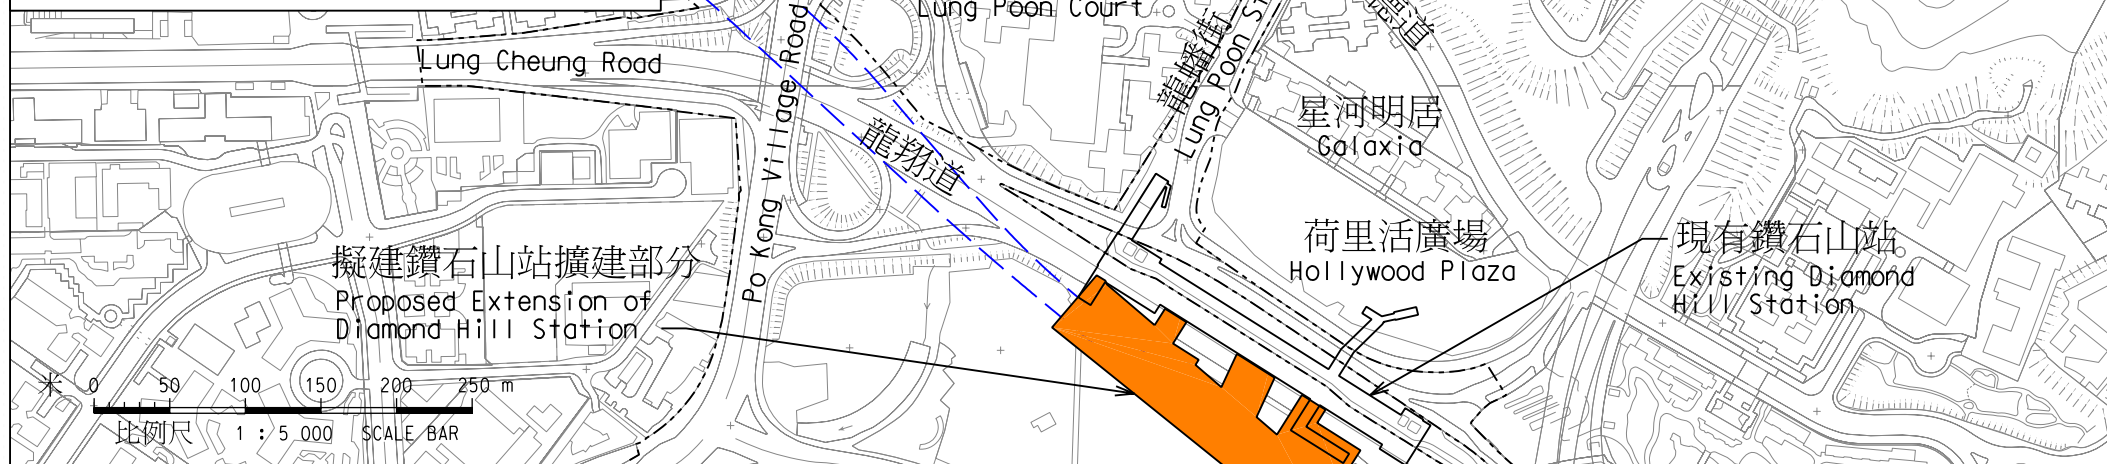 Lung Poon Court
Lung Cheung Road
Po Kong Village Road
龍翔道
龍蟠街
Lung Poon St
德道
星河明居
Galaxia
荷里活廣場
Hollywood Plaza
現有鑽石山站
Existing Diamond
Hill Station
擬建鑽石山站擴建部分
Proposed Extension of
Diamond Hill Station
米 0 50 100 150 200 250 m
比例尺 1 : 5 000 SCALE BAR